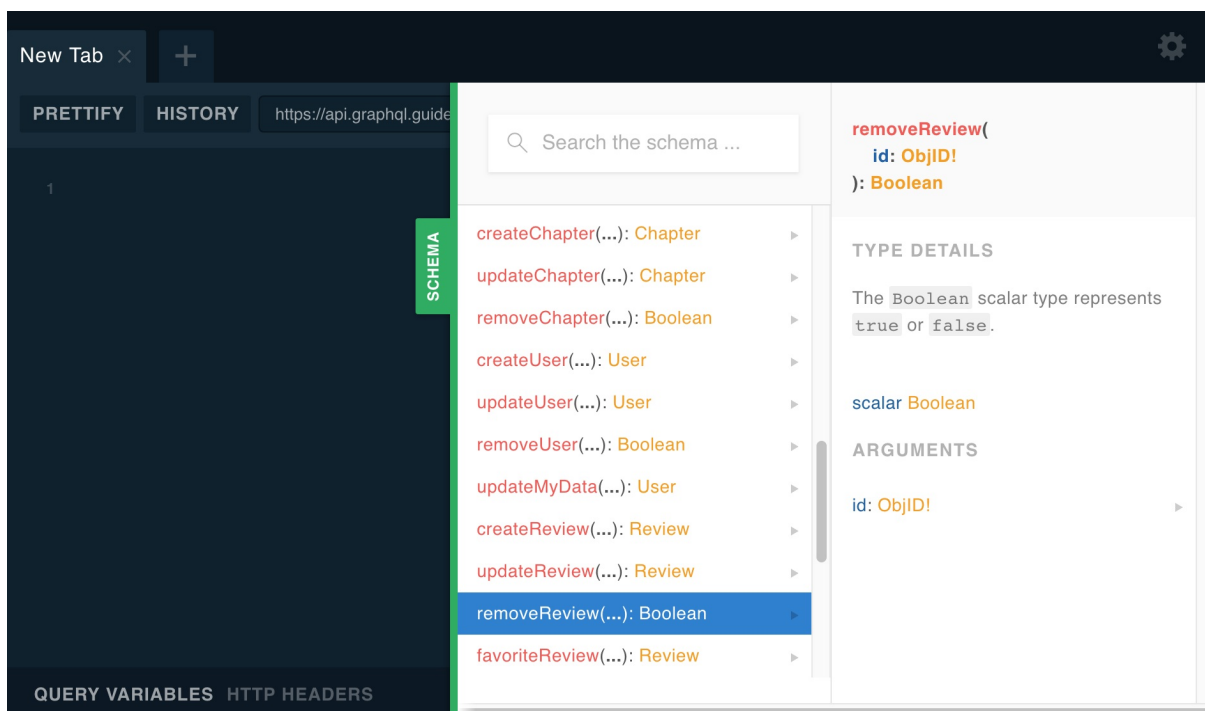 New Tab ×
PRETTIFY HISTORY https://api.graphql.guide
1
SCHEMA
Search the schema ...
createChapter(...): Chapter
updateChapter(...): Chapter
removeChapter(...): Boolean
createUser(...): User
updateUser(...): User
removeUser(...): Boolean
updateMyData(...): User
createReview(...): Review
updateReview(...): Review
removeReview(...): Boolean
favoriteReview(...): Review
removeReview(
id: ObjID!
): Boolean
TYPE DETAILS
The Boolean scalar type represents
true or false.
scalar Boolean
ARGUMENTS
id: ObjID!
QUERY VARIABLES HTTP HEADERS